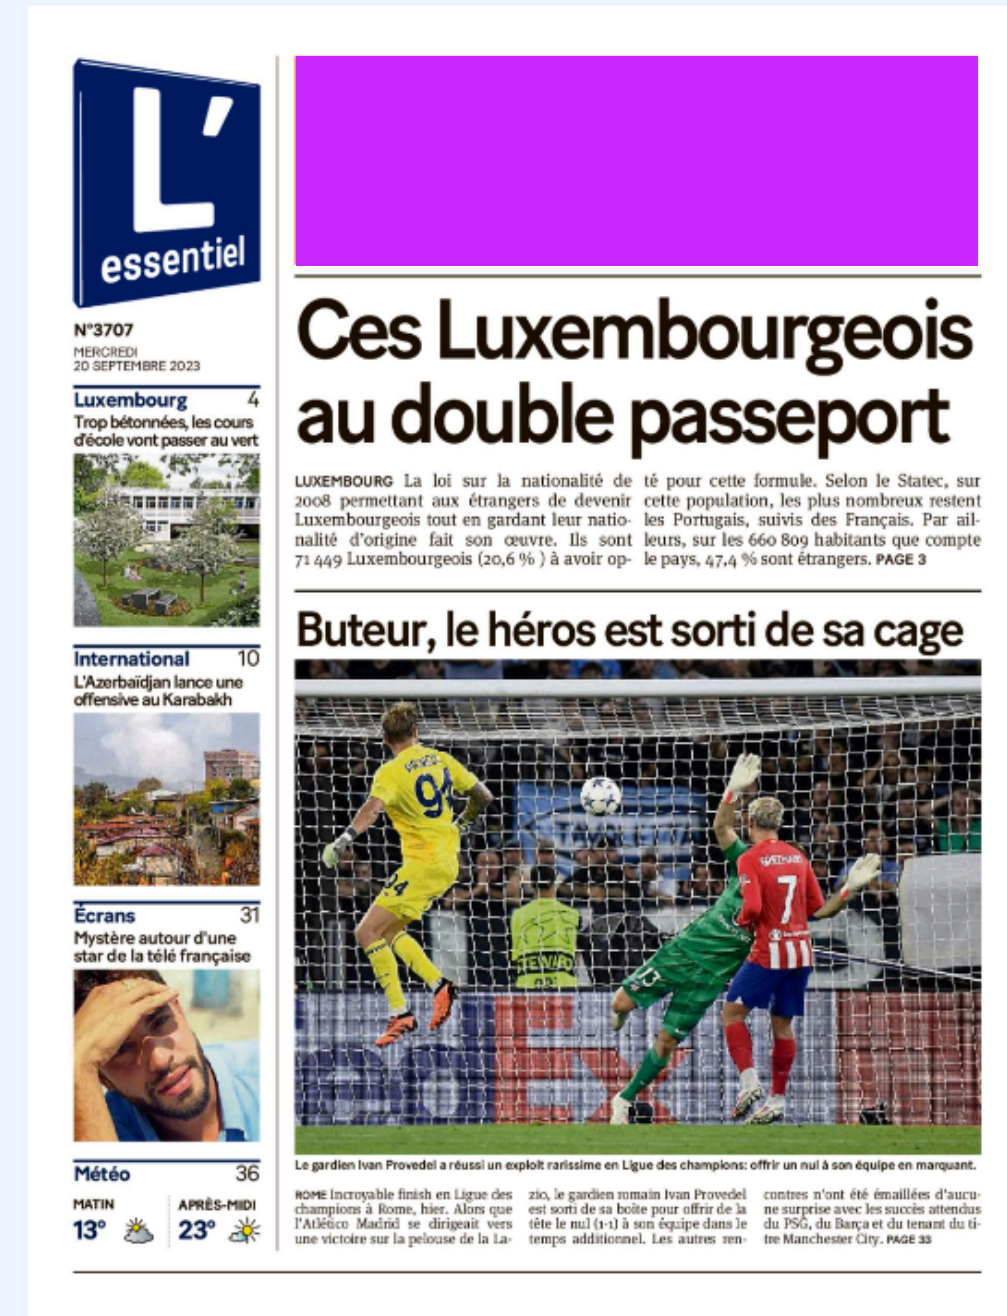 L'
essentiel
N°3707
MERCREDI
20 SEPTEMBRE 2023
Luxembourg 4
Trop bétonnées, les cours
d'école vont passer au vert
International 10
L'Azerbaïdjan lance une
offensive au Karabakh
Écrans 31
Mystère autour d'une
star de la télé française
Météo 36
MATIN APRÈS-MIDI
13° 23°
Ces Luxembourgeois
au double passeport
LUXEMBOURG La loi sur la nationalité de
2008 permettant aux étrangers de devenir
Luxembourgeois tout en gardant leur natio-
nalité d'origine fait son œuvre. Ils sont
71 449 Luxembourgeois (20,6 % ) à avoir op-
té pour cette formule. Selon le Statec, sur
cette population, les plus nombreux restent
les Portugais, suivis des Français. Par ail-
leurs, sur les 660 809 habitants que compte
le pays, 47,4 % sont étrangers. PAGE 3
Buteur, le héros est sorti de sa cage
94
94
7
13
STEWARD
edEx
Le gardien Ivan Provedel a réussi un exploit rarissime en Ligue des champions: offrir un nul à son équipe en marquant.
ROME Incroyable finish en Ligue des
champions à Rome, hier. Alors que
l'Atlético Madrid se dirigeait vers
une victoire sur la pelouse de la La-
zio, le gardien romain Ivan Provedel
est sorti de sa boîte pour offrir de la
tête le nul (1-1) à son équipe dans le
temps additionnel. Les autres ren-
contres n'ont été émaillées d'aucu-
ne surprise avec les succès attendus
du PSG, du Barça et du tenant du ti-
tre Manchester City. PAGE 33